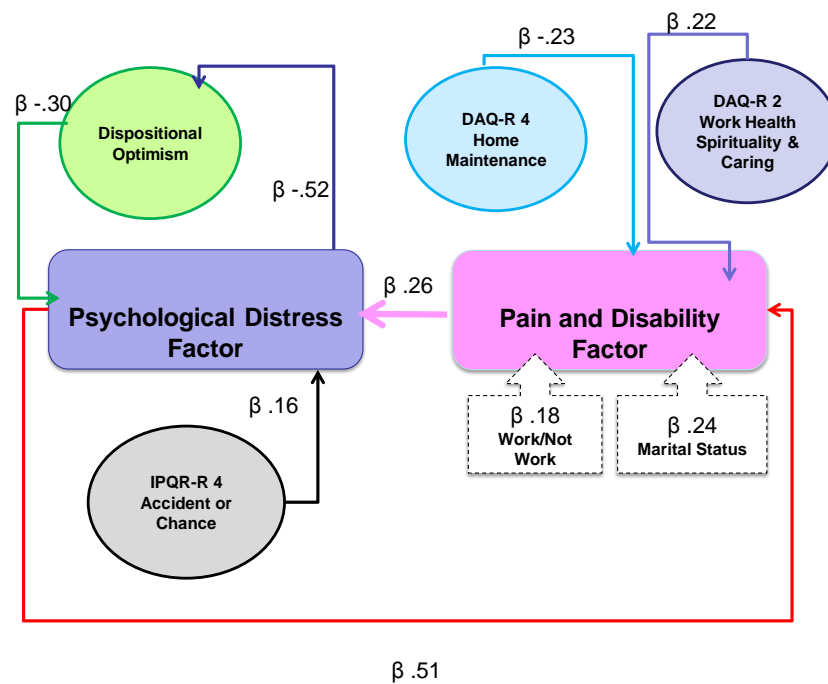 β -.30
Dispositional
Optimism
β -.52
β -.23
DAQ-R 4
Home
Maintenance
β .22
DAQ-R 2
Work Health
Spirituality &
Caring
Psychological Distress
Factor
β .26
Pain and Disability
Factor
β .16
IPQR-R 4
Accident or
Chance
β .18
Work/Not
Work
β .24
Marital Status
β .51